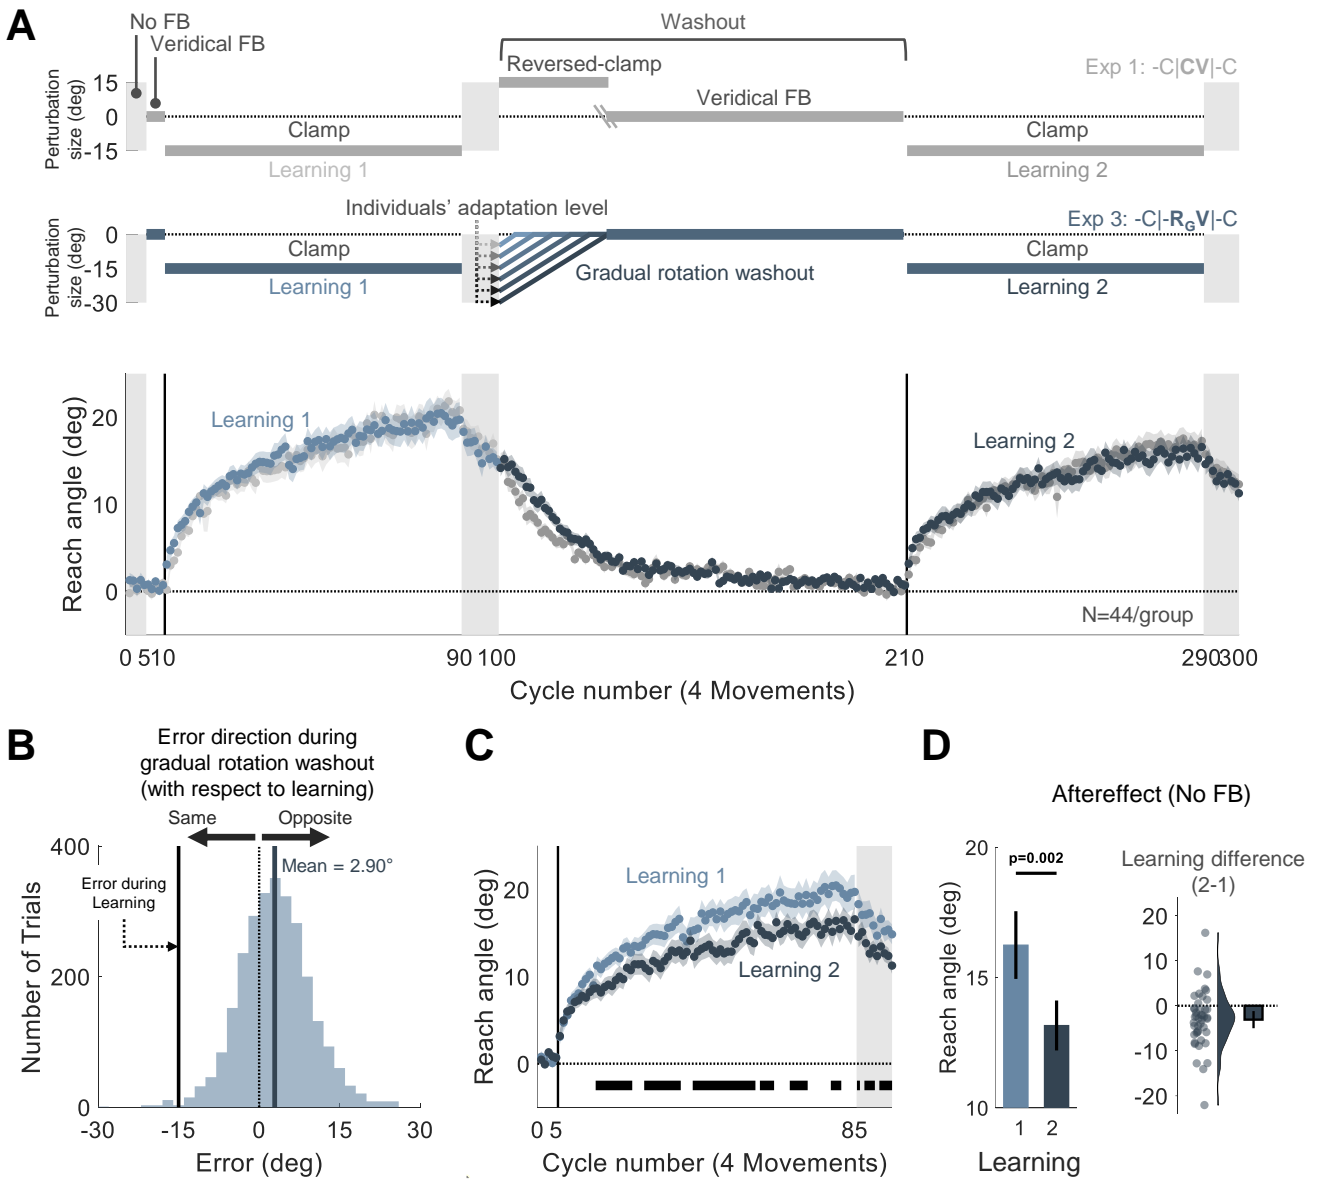 A
No FB
Veridical FB
Washout
Reversed-clamp
Exp 1: -C|CV|-C
Perturbation
size (deg)
15
0
-15
Veridical FB
Clamp
Learning 1
Clamp
Learning 2
Individuals' adaptation level
Exp 3: -C|-RGV|-C
Perturbation
size (deg)
0
-15
-30
Clamp
Learning 1
Gradual rotation washout
Clamp
Learning 2
Reach angle (deg)
20
10
0
Learning 1
Learning 2
N=44/group
0 5 10 90 100 210 290 300
Cycle number (4 Movements)
B
Error direction during
gradual rotation washout
(with respect to learning)
Same Opposite
Mean = 2.90°
Error during
Learning
Number of Trials
400
200
0
-30 -15 0 15 30
Error (deg)
C
Reach angle (deg)
20
10
0
Learning 1
Learning 2
0 5 85
Cycle number (4 Movements)
D
Aftereffect (No FB)
Reach angle (deg)
20
15
10
p=0.002
1 2
Learning
Learning difference
(2-1)
20
10
0
-10
-20